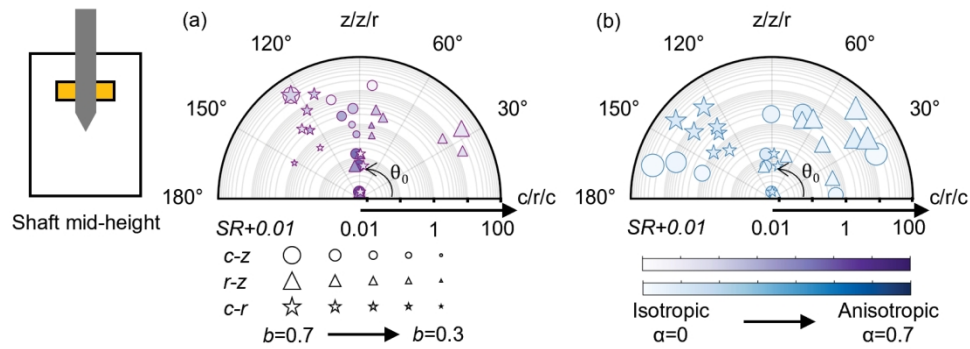 (a)
z/z/r
120°
60°
150°
30°
180°
θ0
c/r/c
SR+0.01
0.01
1
100
c-z
r-z
c-r
b=0.7
b=0.3
Shaft mid-height
(b)
z/z/r
120°
60°
150°
30°
180°
θ0
c/r/c
SR+0.01
0.01
1
100
Isotropic
α=0
Anisotropic
α=0.7